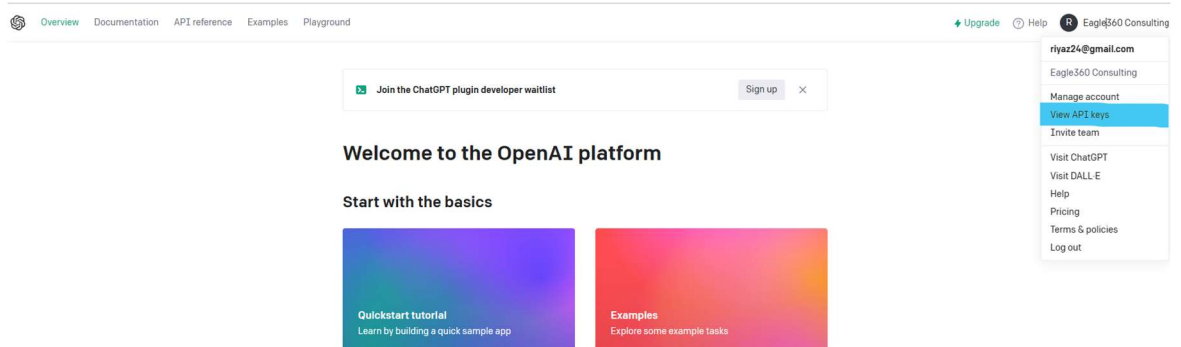 Overview Documentation API reference Examples Playground Upgrade Help R Eagle360 Consulting
riyaz24@gmail.com
Eagle360 Consulting
Manage account
View API keys
Invite team
Visit ChatGPT
Visit DALL·E
Help
Pricing
Terms & policies
Log out
Join the ChatGPT plugin developer waitlist Sign up
Welcome to the OpenAI platform
Start with the basics
Quickstart tutorial
Learn by building a quick sample app
Examples
Explore some example tasks